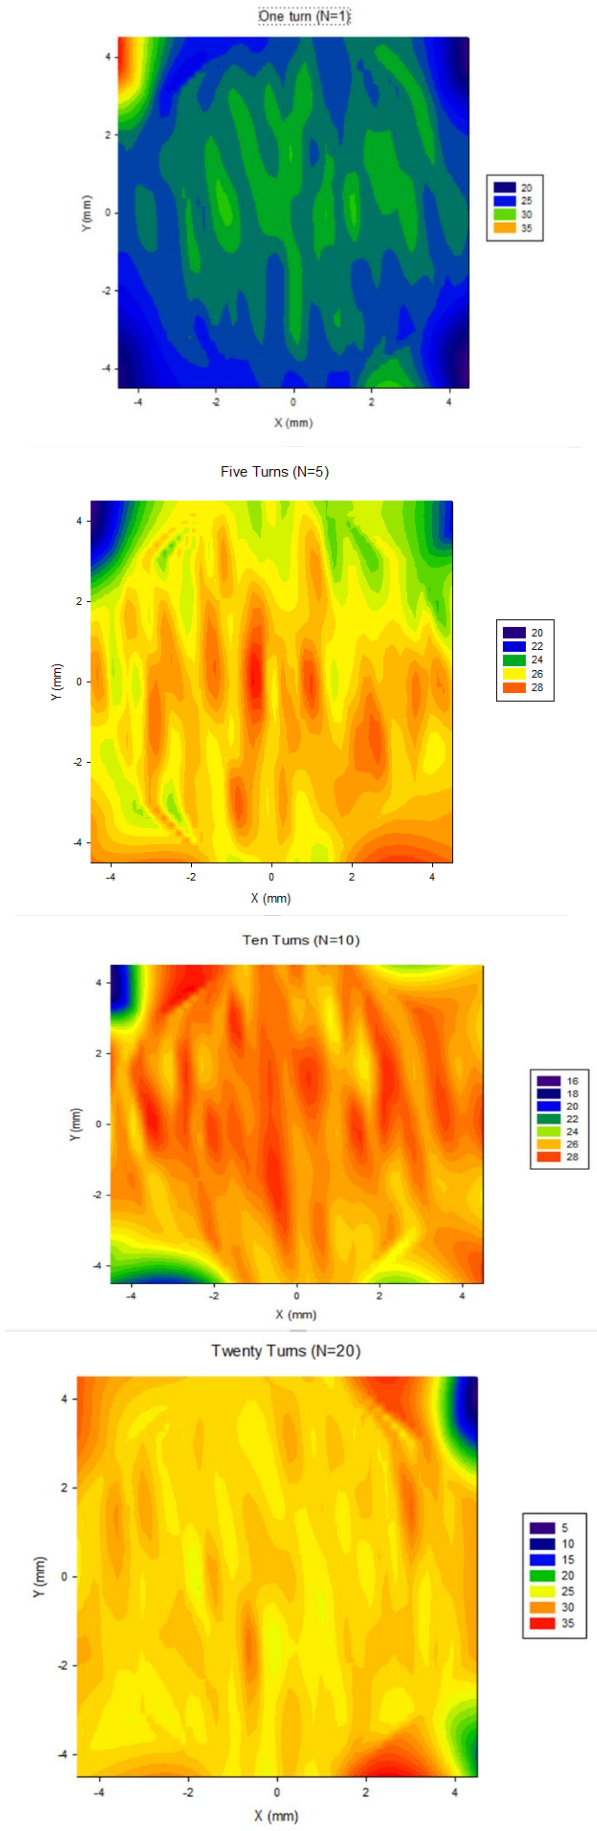 One turn (N=1)
4
2
0
-2
-4
Y(mm)
-4 -2 0 2 4
X (mm)
20
25
30
35
Five Turns (N=5)
4
2
0
-2
-4
Y (mm)
-4 -2 0 2 4
X (mm)
20
22
24
26
28
Ten Turns (N=10)
4
2
0
-2
-4
Y (mm)
-4 -2 0 2 4
X (mm)
16
18
20
22
24
26
28
Twenty Turns (N=20)
4
2
0
-2
-4
Y (mm)
-4 -2 0 2 4
X (mm)
5
10
15
20
25
30
35